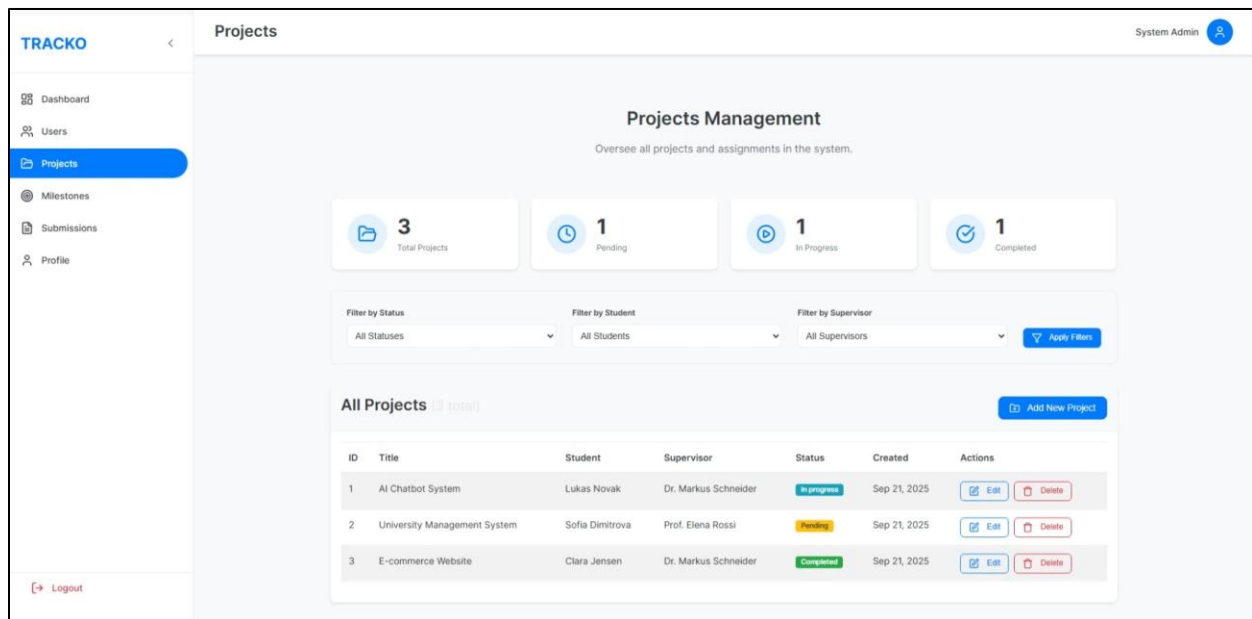 TRACKO
Projects
System Admin
Dashboard
Users
Projects
Milestones
Submissions
Profile
Logout
Projects Management
Oversee all projects and assignments in the system.
3
Total Projects
1
Pending
1
In Progress
1
Completed
Filter by Status
All Statuses
Filter by Student
All Students
Filter by Supervisor
All Supervisors
Apply Filters
All Projects (3 total)
Add New Project
ID Title Student Supervisor Status Created Actions
1 AI Chatbot System Lukas Novak Dr. Markus Schneider In progress Sep 21, 2025 Edit Delete
2 University Management System Sofia Dimitrova Prof. Elena Rossi Pending Sep 21, 2025 Edit Delete
3 E-commerce Website Clara Jensen Dr. Markus Schneider Completed Sep 21, 2025 Edit Delete